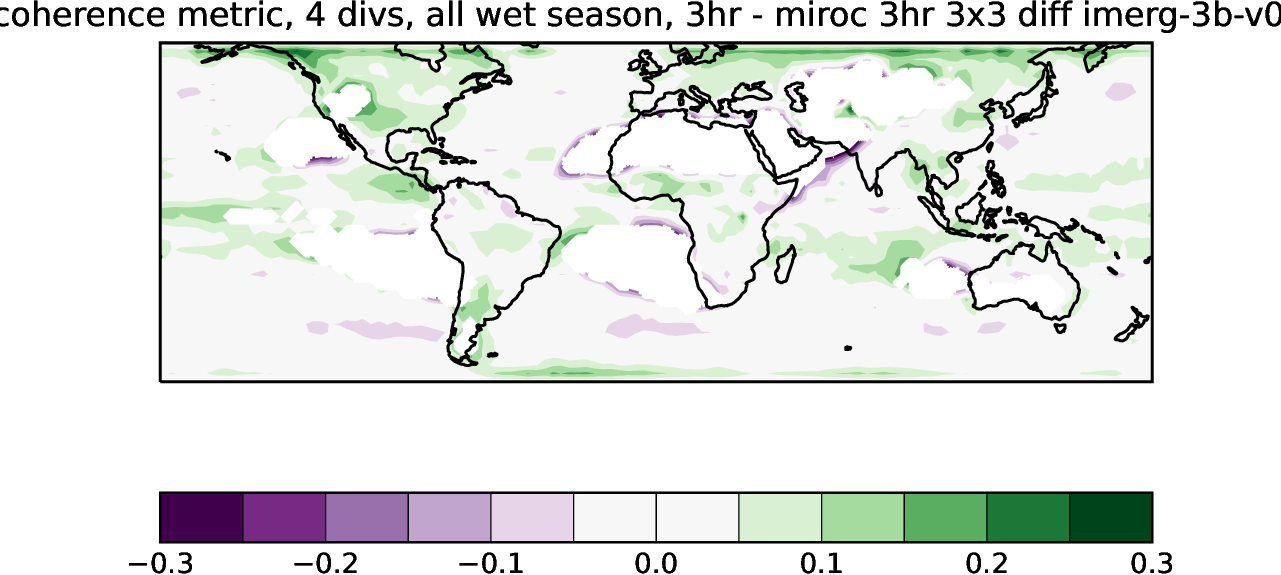 coherence metric, 4 divs, all wet season, 3hr - miroc 3hr 3x3 diff imerg-3b-v0
−0.3 −0.2 −0.1 0.0 0.1 0.2 0.3